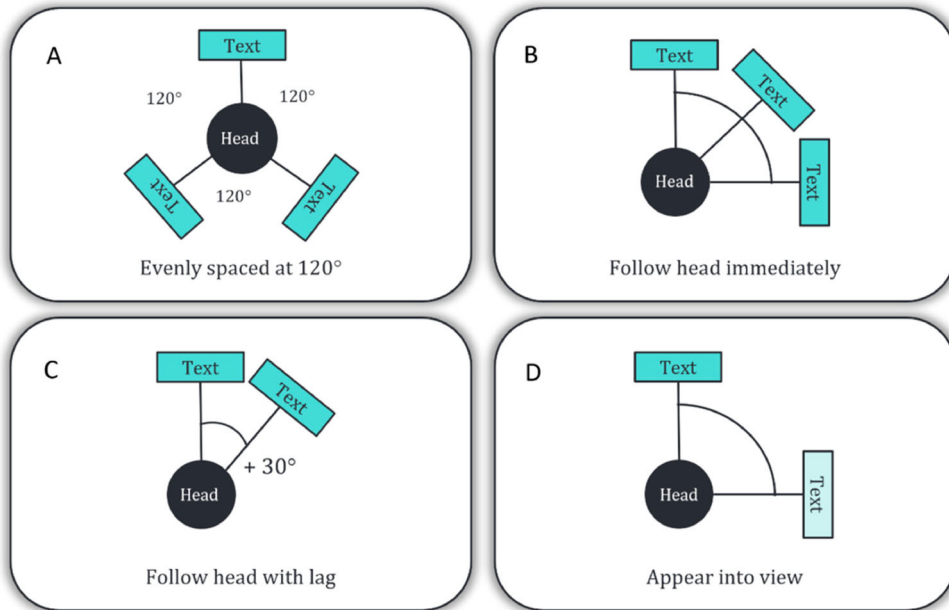 A
Text
120°
120°
Head
Text
120°
Text
Evenly spaced at 120°
B
Text
Text
Head
Text
Follow head immediately
C
Text
Text
+ 30°
Head
Follow head with lag
D
Text
Head
Text
Appear into view